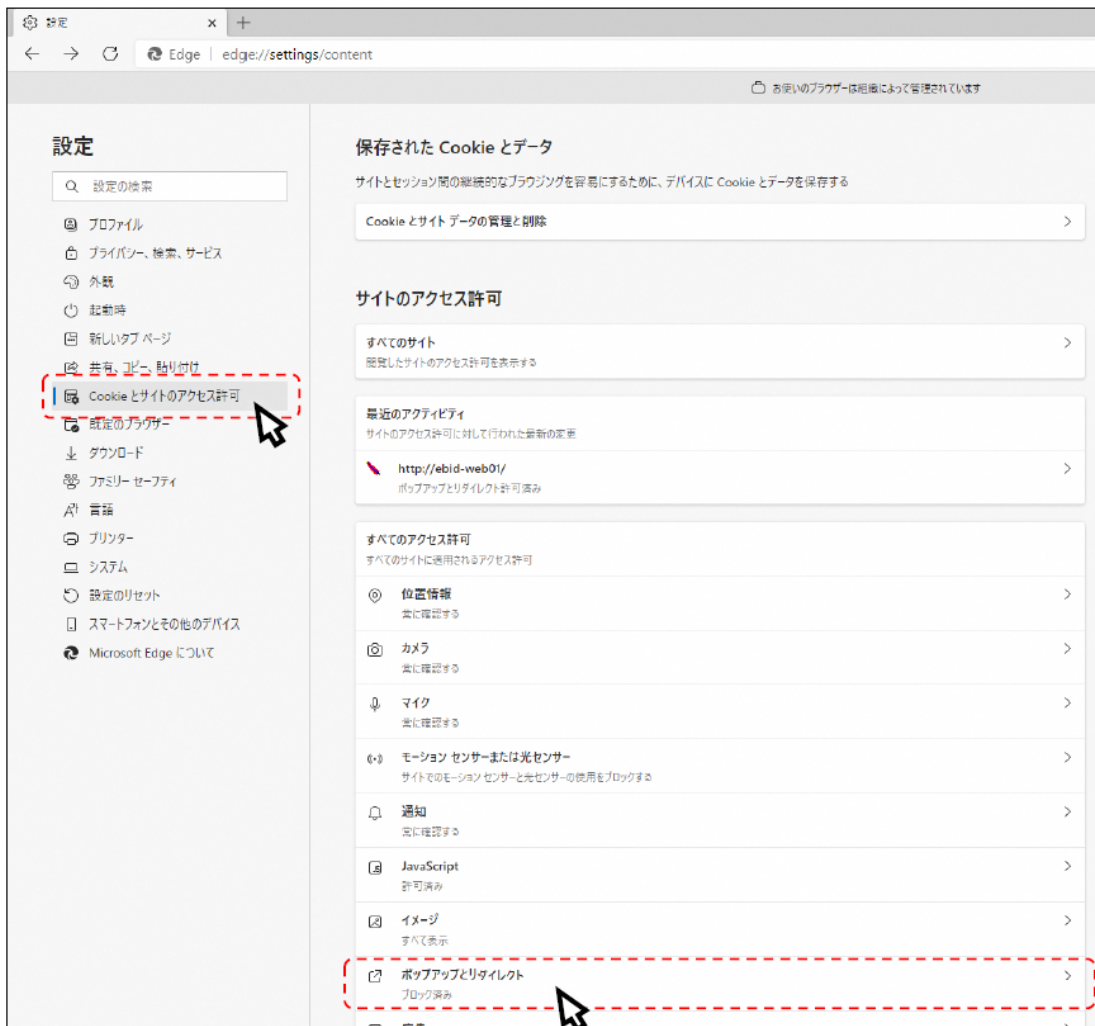 設定
Edge | edge://settings/content
お使いのブラウザーは組織によって管理されています
設定
設定の検索
プロファイル
プライバシー、検索、サービス
外観
起動時
新しいタブ ページ
共有、コピー、貼り付け
Cookie とサイトのアクセス許可
既定のブラウザー
ダウンロード
ファミリー セーフティ
言語
プリンター
システム
設定のリセット
スマートフォンとその他のデバイス
Microsoft Edge について
保存された Cookie とデータ
サイトとセッション間の継続的なブラウジングを容易にするために、デバイスに Cookie とデータを保存する
Cookie とサイト データの管理と削除
サイトのアクセス許可
すべてのサイト
閲覧したサイトのアクセス許可を表示する
最近のアクティビティ
サイトのアクセス許可に対して行われた最新の変更
http://ebid-web01/
ポップアップとリダイレクト許可済み
すべてのアクセス許可
すべてのサイトに適用されるアクセス許可
位置情報
常に確認する
カメラ
常に確認する
マイク
常に確認する
モーション センサーまたは光センサー
サイトでのモーション センサーと光センサーの使用をブロックする
通知
常に確認する
JavaScript
許可済み
イメージ
すべて表示
ポップアップとリダイレクト
ブロック済み